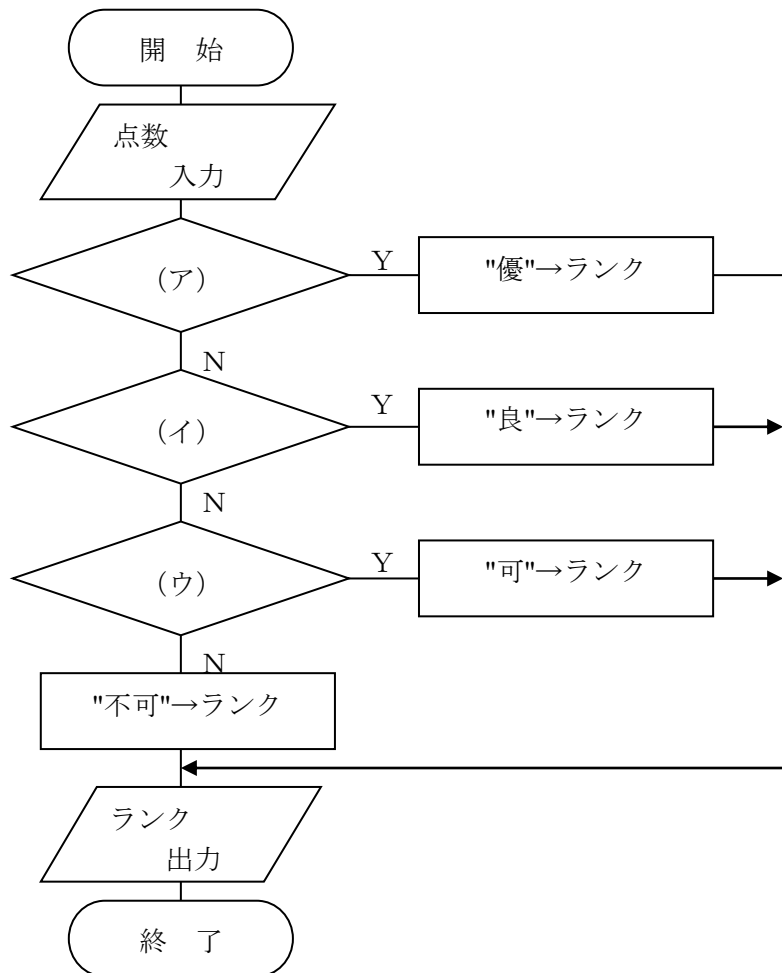 開　始
点数
入力
（ア）
Ｙ
"優"→ランク
Ｎ
（イ）
Ｙ
"良"→ランク
Ｎ
（ウ）
Ｙ
"可"→ランク
Ｎ
"不可"→ランク
ランク
出力
終　了